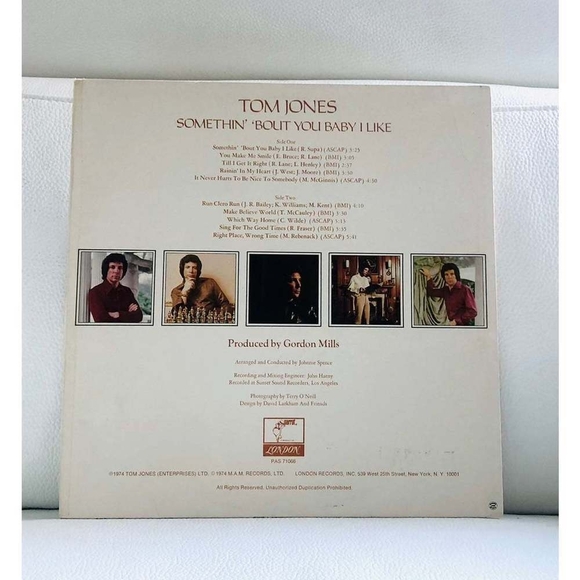 TOM JONES
SOMETHIN' 'BOUT YOU BABY I LIKE
Side One
Somethin' 'Bout You Baby I Like (R. Supa) (ASCAP) 3:25
You Make Me Smile (E. Bruce; R. Lane) (BMI) 3:05
Till I Get It Right (R. Lane; L. Henley) (BMI) 2:57
Rainin' In My Heart (J. West; J. Moore) (BMI) 3:50
It Never Hurts To Be Nice To Somebody (M. McGinnis) (ASCAP) 4:50
Side Two
Run Clero Run (J. R. Bailey; K. Williams; M. Kent) (BMI) 4:10
Make Believe World (T. McCauley) (BMI) 3:30
Which Way Home (C. Wilde) (ASCAP) 3:13
Sing For The Good Times (R. Fraser) (BMI) 3:35
Right Place, Wrong Time (M. Rebenack) (ASCAP) 3:41
Produced by Gordon Mills
Arranged and Conducted by Johnnie Spence
Recording and Mixing Engineer: John Haeny
Recorded at Sunset Sound Recorders, Los Angeles
Photography by Terry O'Neill
Design by David Larkham And Friends
LONDON
PAS 71066
©1974 TOM JONES (ENTERPRISES) LTD. ℗ 1974 M.A.M. RECORDS, LTD. LONDON RECORDS, INC. 539 West 25th Street, New York, N. Y. 10001
All Rights Reserved. Unauthorized Duplication Prohibited.